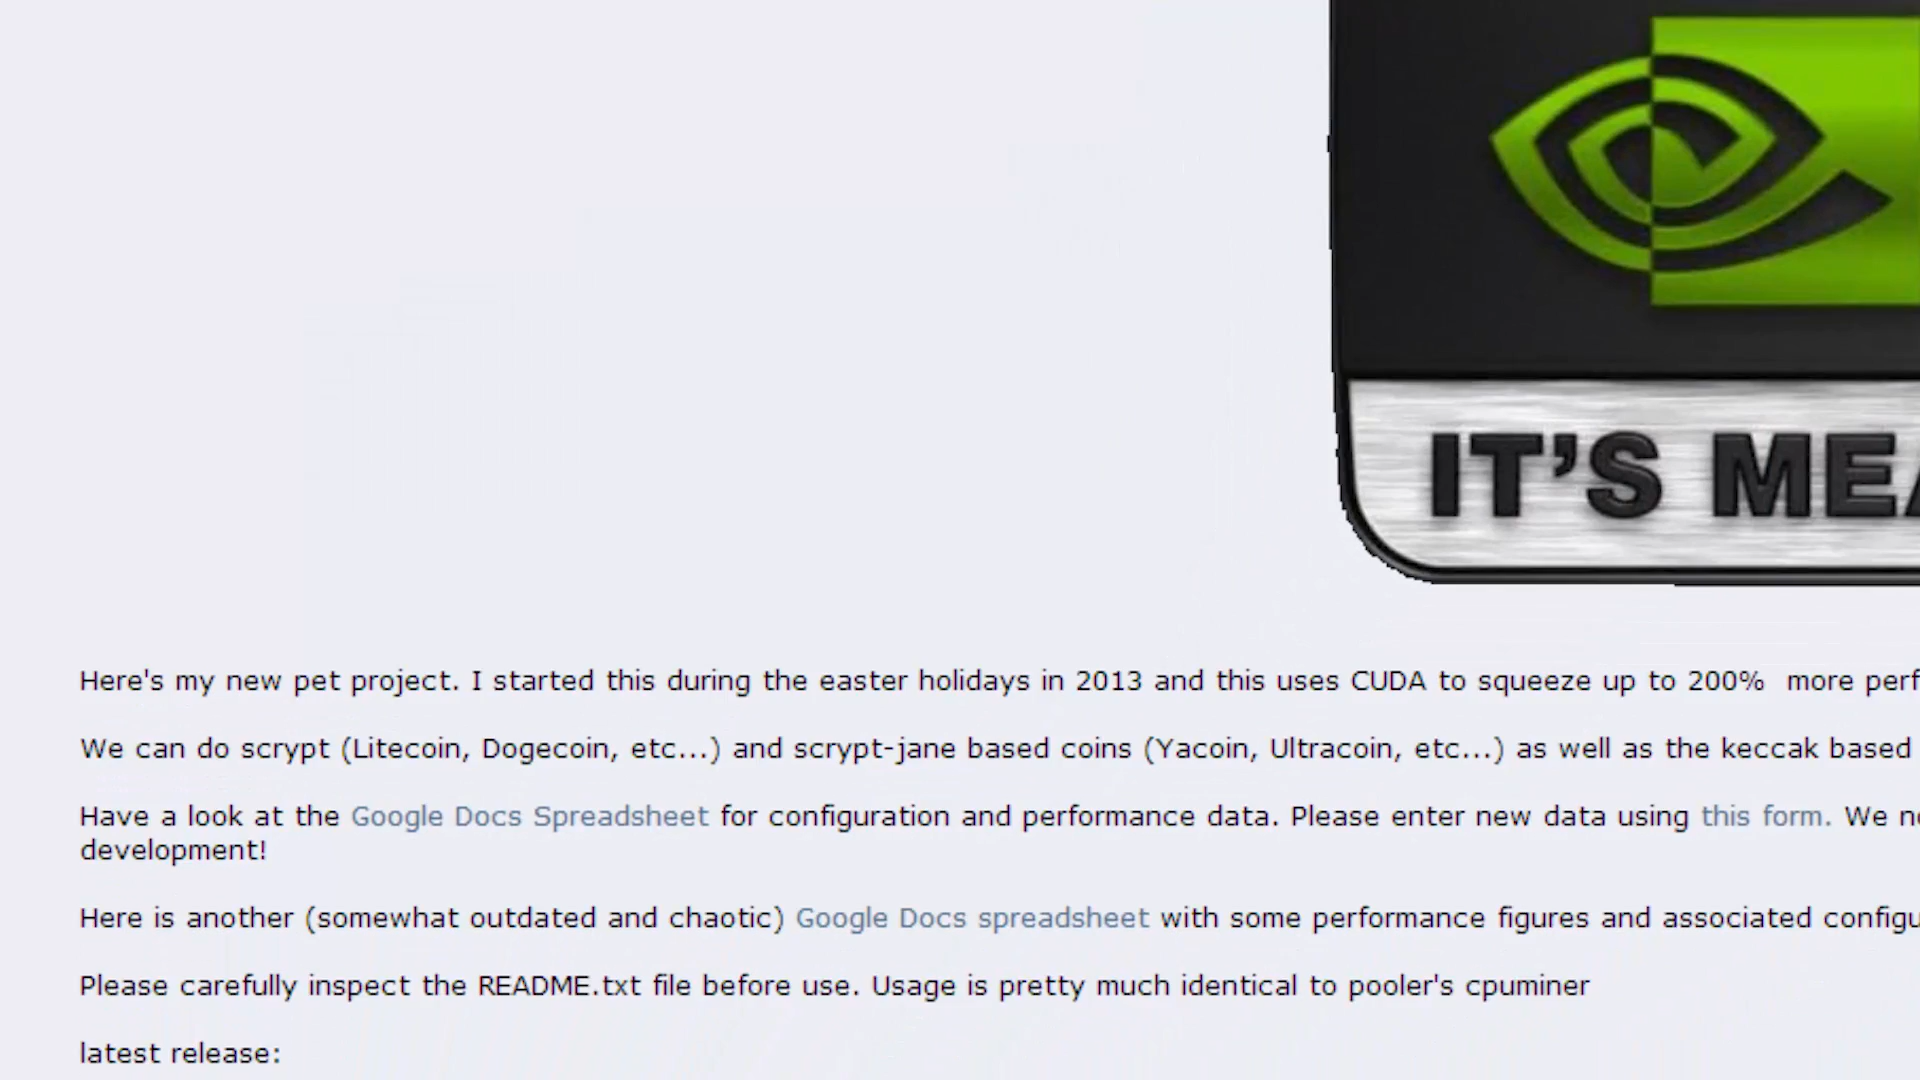 IT'S MEA
Here's my new pet project. I started this during the easter holidays in 2013 and this uses CUDA to squeeze up to 200%  more perf
We can do scrypt (Litecoin, Dogecoin, etc...) and scrypt-jane based coins (Yacoin, Ultracoin, etc...) as well as the keccak based
Have a look at the Google Docs Spreadsheet for configuration and performance data. Please enter new data using this form. We no
development!
Here is another (somewhat outdated and chaotic) Google Docs spreadsheet with some performance figures and associated configu
Please carefully inspect the README.txt file before use. Usage is pretty much identical to pooler's cpuminer
latest release: